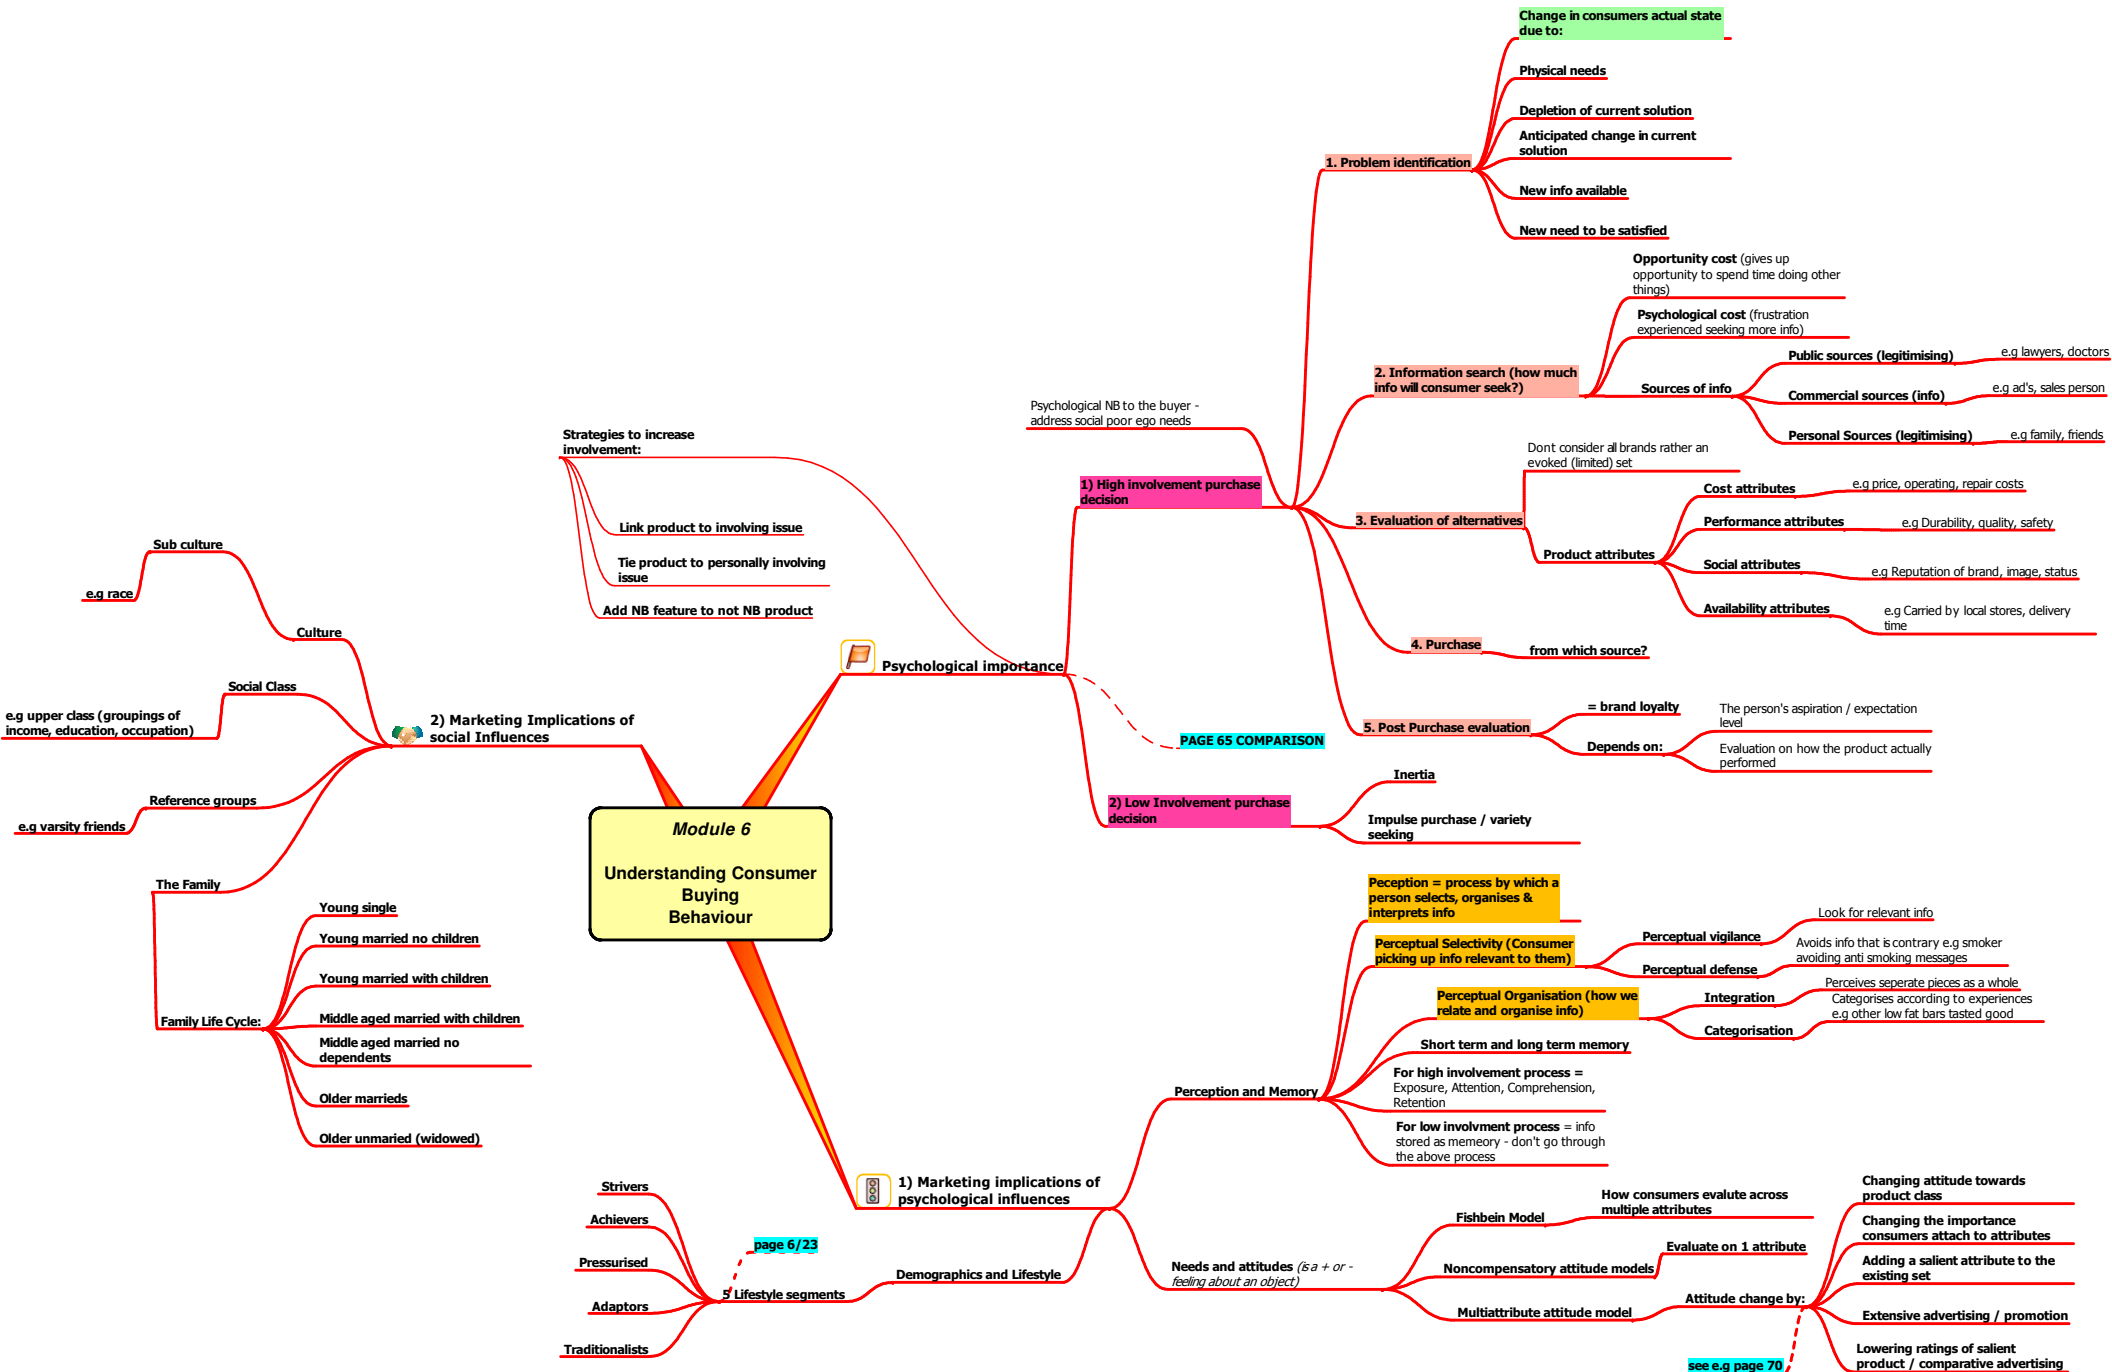 Module 6
Understanding Consumer
Buying
Behaviour
Psychological importance
Strategies to increase
involvement:
Link product to involving issue
Tie product to personally involving
issue
Add NB feature to not NB product
PAGE 65 COMPARISON
1) High involvement purchase
decision
Psychological NB to the buyer -
address social poor ego needs
1. Problem identification
Change in consumers actual state
due to:
Physical needs
Depletion of current solution
Anticipated change in current
solution
New info available
New need to be satisfied
2. Information search (how much
info will consumer seek?)
Opportunity cost (gives up
opportunity to spend time doing other
things)
Psychological cost (frustration
experienced seeking more info)
Sources of info
Public sources (legitimising)
e.g lawyers, doctors
Commercial sources (info)
e.g ad's, sales person
Personal Sources (legitimising)
e.g family, friends
3. Evaluation of alternatives
Dont consider all brands rather an
evoked (limited) set
Product attributes
Cost attributes
e.g price, operating, repair costs
Performance attributes
e.g Durability, quality, safety
Social attributes
e.g Reputation of brand, image, status
Availability attributes
e.g Carried by local stores, delivery
time
4. Purchase
from which source?
5. Post Purchase evaluation
= brand loyalty
Depends on:
The person's aspiration / expectation
level
Evaluation on how the product actually
performed
2) Low Involvement purchase
decision
Inertia
Impulse purchase / variety
seeking
2) Marketing Implications of
social Influences
Culture
Sub culture
e.g race
Social Class
e.g upper class (groupings of
income, education, occupation)
Reference groups
e.g varsity friends
The Family
Family Life Cycle:
Young single
Young married no children
Young married with children
Middle aged married with children
Middle aged married no
dependents
Older marrieds
Older unmaried (widowed)
1) Marketing implications of
psychological influences
Perception and Memory
Peception = process by which a
person selects, organises &
interprets info
Perceptual Selectivity (Consumer
picking up info relevant to them)
Perceptual vigilance
Look for relevant info
Perceptual defense
Avoids info that is contrary e.g smoker
avoiding anti smoking messages
Perceptual Organisation (how we
relate and organise info)
Integration
Perceives seperate pieces as a whole
Categorisation
Categorises according to experiences
e.g other low fat bars tasted good
Short term and long term memory
For high involvement process =
Exposure, Attention, Comprehension,
Retention
For low involvment process = info
stored as memeory - don't go through
the above process
Needs and attitudes (is a + or -
feeling about an object)
Fishbein Model
How consumers evalute across
multiple attributes
Noncompensatory attitude models
Evaluate on 1 attribute
Multiattribute attitude model
Attitude change by:
Changing attitude towards
product class
Changing the importance
consumers attach to attributes
Adding a salient attribute to the
existing set
Extensive advertising / promotion
Lowering ratings of salient
product / comparative advertising
see e.g page 70
Demographics and Lifestyle
5 Lifestyle segments
page 6/23
Strivers
Achievers
Pressurised
Adaptors
Traditionalists